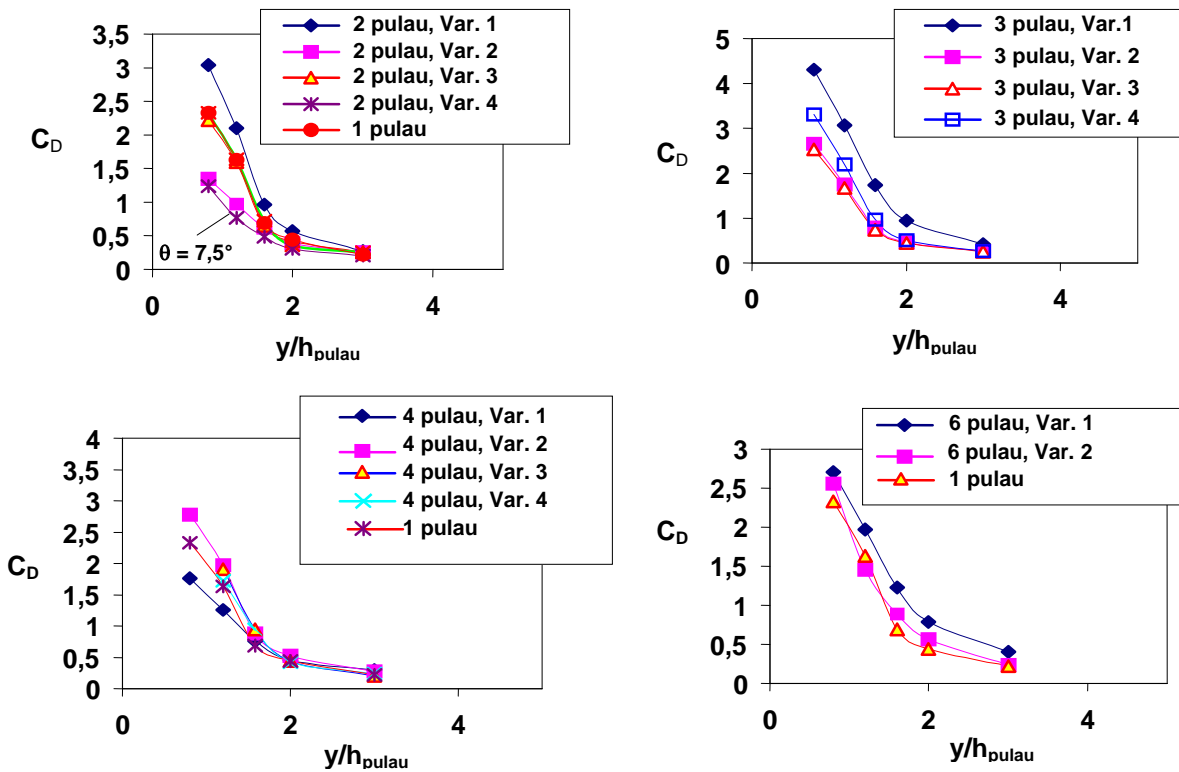 2 pulau, Var. 1
2 pulau, Var. 2
2 pulau, Var. 3
2 pulau, Var. 4
1 pulau
3,5
3
2,5
2
1,5
1
0,5
0
C_D
θ = 7,5°
0 2 4
y/h_pulau
3 pulau, Var.1
3 pulau, Var. 2
3 pulau, Var. 3
3 pulau, Var. 4
5
4
3
2
1
0
C_D
0 2 4
y/h_pulau
4 pulau, Var. 1
4 pulau, Var. 2
4 pulau, Var. 3
4 pulau, Var. 4
1 pulau
4
3,5
3
2,5
2
1,5
1
0,5
0
C_D
0 2 4
y/h_pulau
6 pulau, Var. 1
6 pulau, Var. 2
1 pulau
3
2,5
2
1,5
1
0,5
0
C_D
0 2 4
y/h_pulau